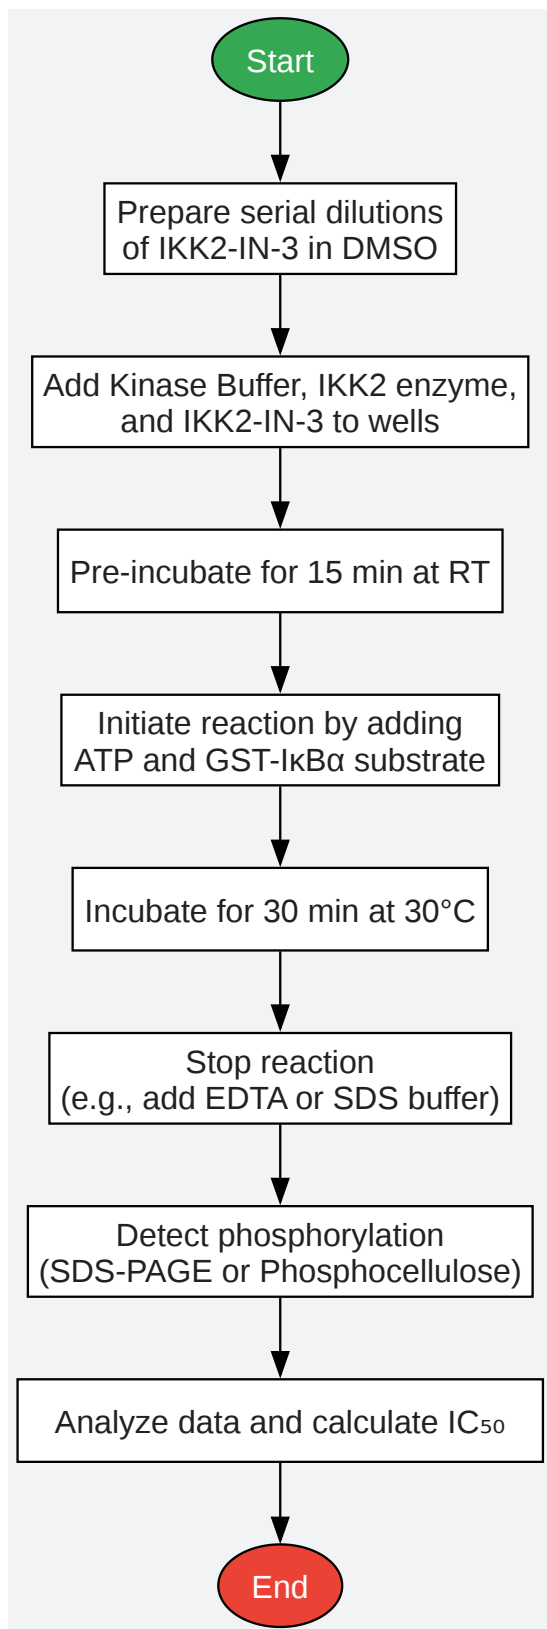 Start
Prepare serial dilutions
of IKK2-IN-3 in DMSO
Add Kinase Buffer, IKK2 enzyme,
and IKK2-IN-3 to wells
Pre-incubate for 15 min at RT
Initiate reaction by adding
ATP and GST-IκBα substrate
Incubate for 30 min at 30°C
Stop reaction
(e.g., add EDTA or SDS buffer)
Detect phosphorylation
(SDS-PAGE or Phosphocellulose)
Analyze data and calculate IC₅₀
End